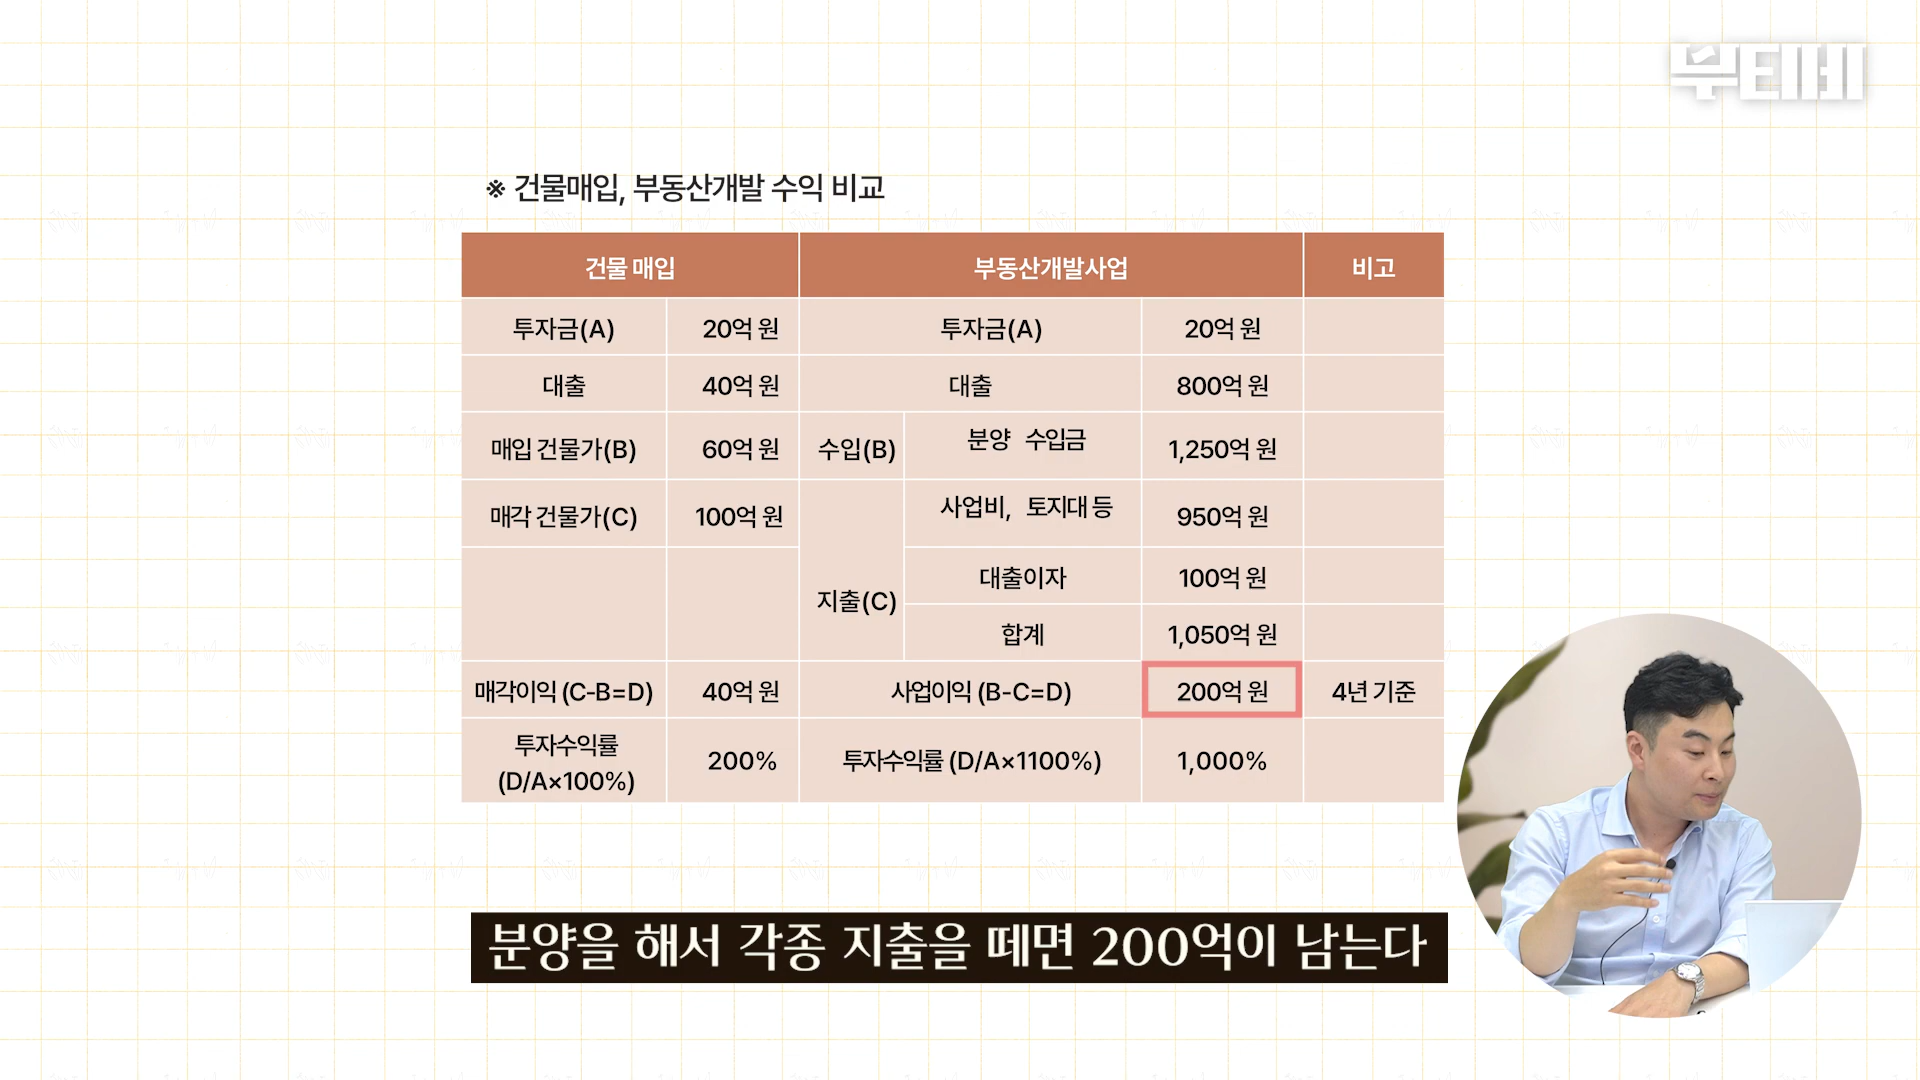 부티비
※ 건물매입, 부동산개발 수익 비교
건물 매입 부동산개발사업 비고
투자금(A) 20억 원 투자금(A) 20억 원
대출 40억 원 대출 800억 원
매입 건물가(B) 60억 원 수입(B) 분양 수입금 1,250억 원
매각 건물가(C) 100억 원 지출(C) 사업비, 토지대 등 950억 원
대출이자 100억 원
합계 1,050억 원
매각이익 (C-B=D) 40억 원 사업이익 (B-C=D) 200억 원 4년 기준
투자수익률
(D/A×100%) 200% 투자수익률 (D/A×1100%) 1,000%
분양을 해서 각종 지출을 떼면 200억이 남는다